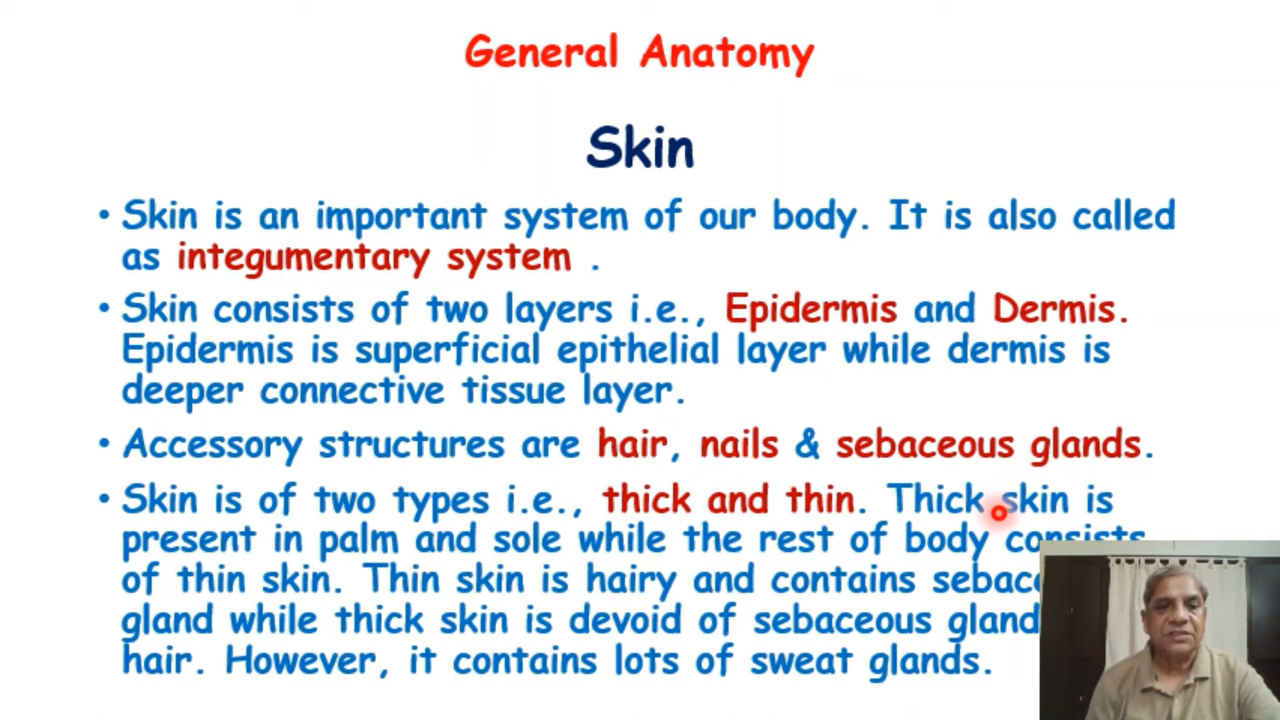 General Anatomy
Skin
• Skin is an important system of our body. It is also called
as integumentary system .
• Skin consists of two layers i.e., Epidermis and Dermis.
Epidermis is superficial epithelial layer while dermis is
deeper connective tissue layer.
• Accessory structures are hair, nails & sebaceous glands.
• Skin is of two types i.e., thick and thin. Thick skin is
present in palm and sole while the rest of body consists
of thin skin. Thin skin is hairy and contains
gland while thick skin is devoid of sebaceous gland
hair. However, it contains lots of sweat glands.